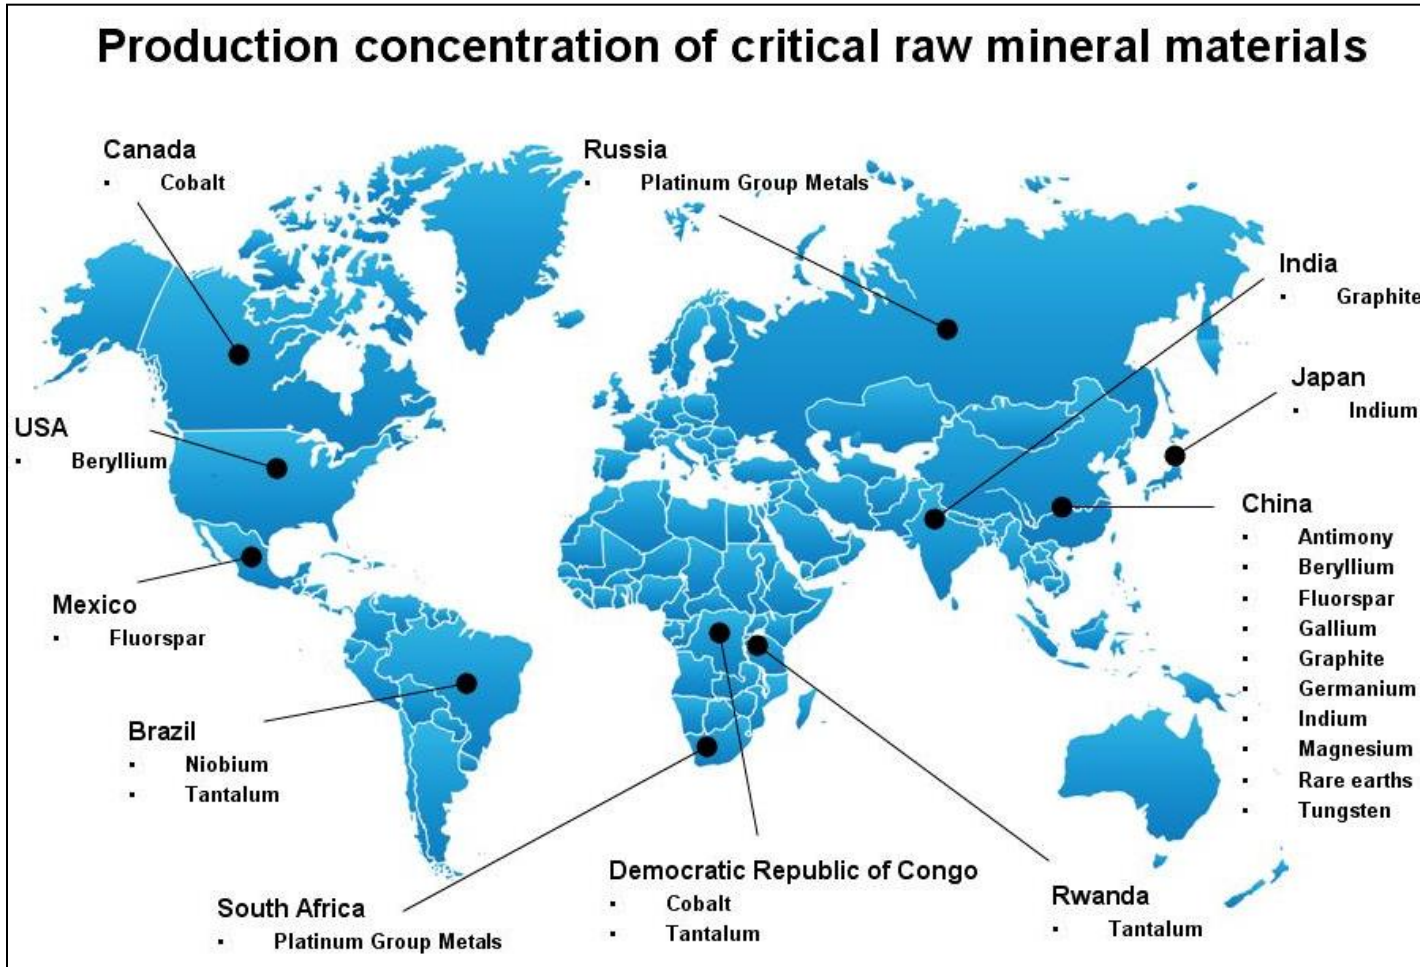 Production concentration of critical raw mineral materials
Canada
▪ Cobalt
Russia
▪ Platinum Group Metals
India
▪ Graphite
Japan
▪ Indium
USA
▪ Beryllium
China
▪ Antimony
▪ Beryllium
▪ Fluorspar
▪ Gallium
▪ Graphite
▪ Germanium
▪ Indium
▪ Magnesium
▪ Rare earths
▪ Tungsten
Mexico
▪ Fluorspar
Brazil
▪ Niobium
▪ Tantalum
South Africa
▪ Platinum Group Metals
Democratic Republic of Congo
▪ Cobalt
▪ Tantalum
Rwanda
▪ Tantalum